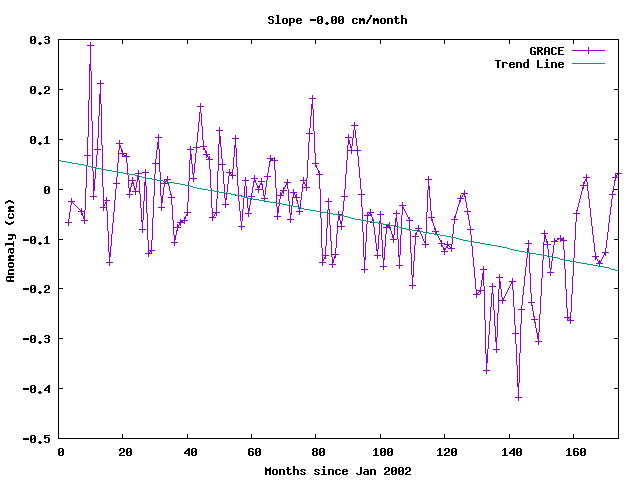 Slope -0.00 cm/month
GRACE
Trend Line
0.3
0.2
0.1
0
-0.1
-0.2
-0.3
-0.4
-0.5
Anomaly (cm)
0 20 40 60 80 100 120 140 160
Months since Jan 2002